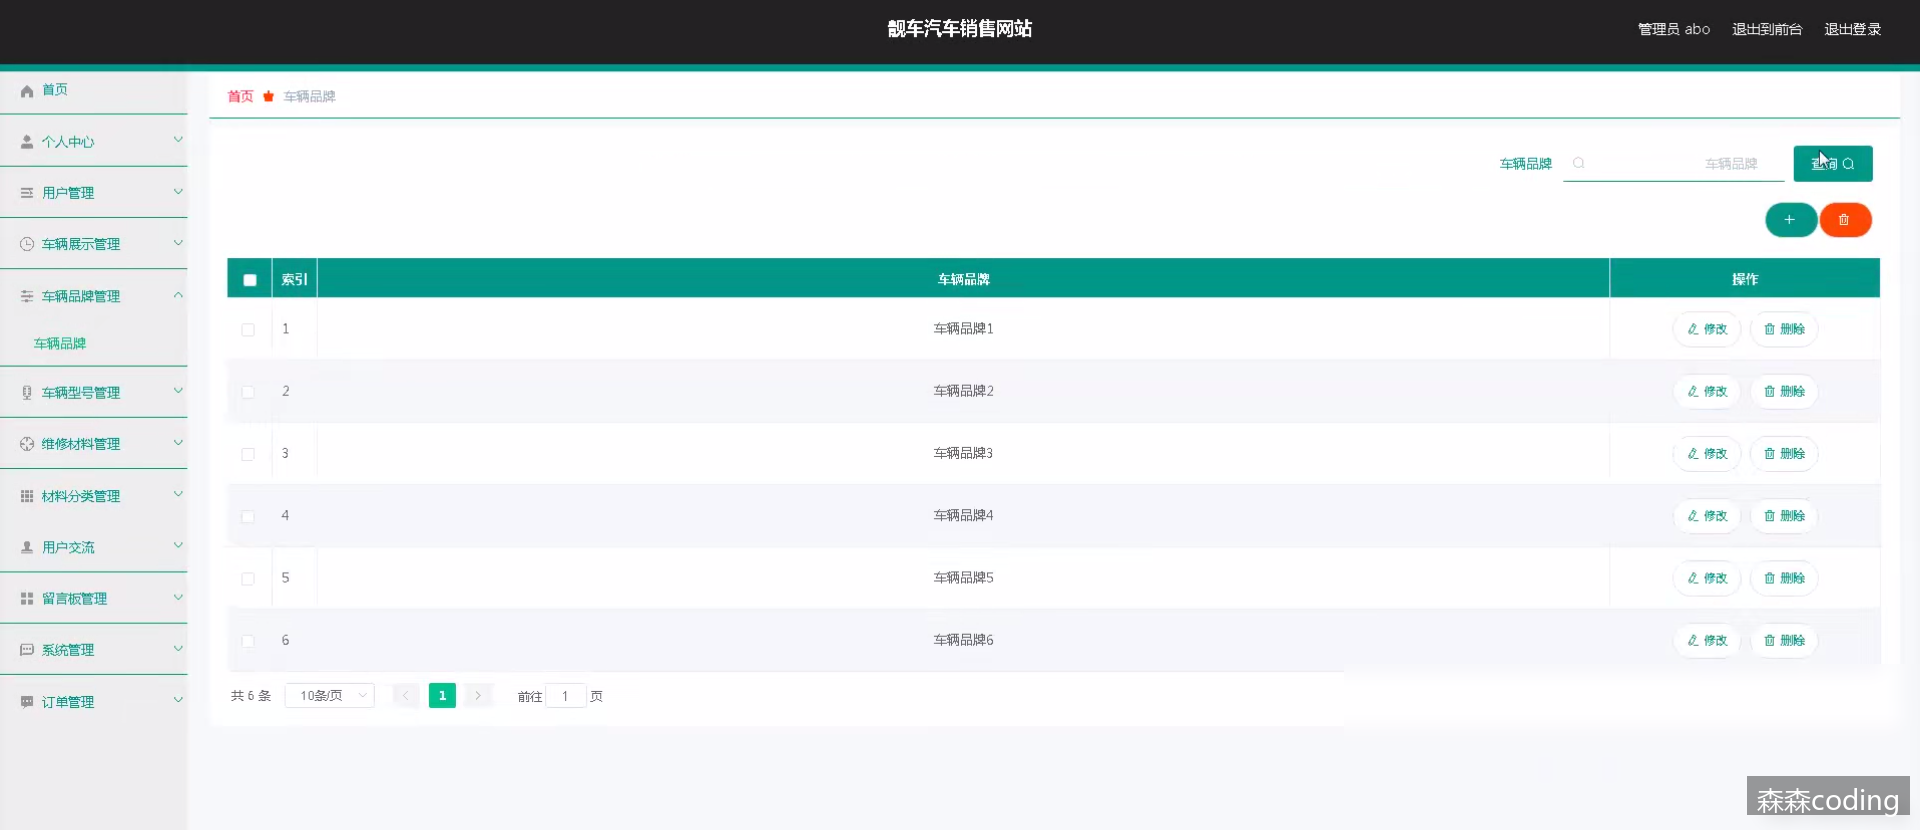 靓车汽车销售网站
管理员 abo
退出到前台
退出登录
首页
个人中心
用户管理
车辆展示管理
车辆品牌管理
车辆品牌
车辆型号管理
维修材料管理
材料分类管理
用户交流
留言板管理
系统管理
订单管理
首页 车辆品牌
车辆品牌 车辆品牌 查询
索引 车辆品牌 操作
1 车辆品牌1 修改 删除
2 车辆品牌2 修改 删除
3 车辆品牌3 修改 删除
4 车辆品牌4 修改 删除
5 车辆品牌5 修改 删除
6 车辆品牌6 修改 删除
共 6 条 10条/页 1 前往 1 页
森森coding